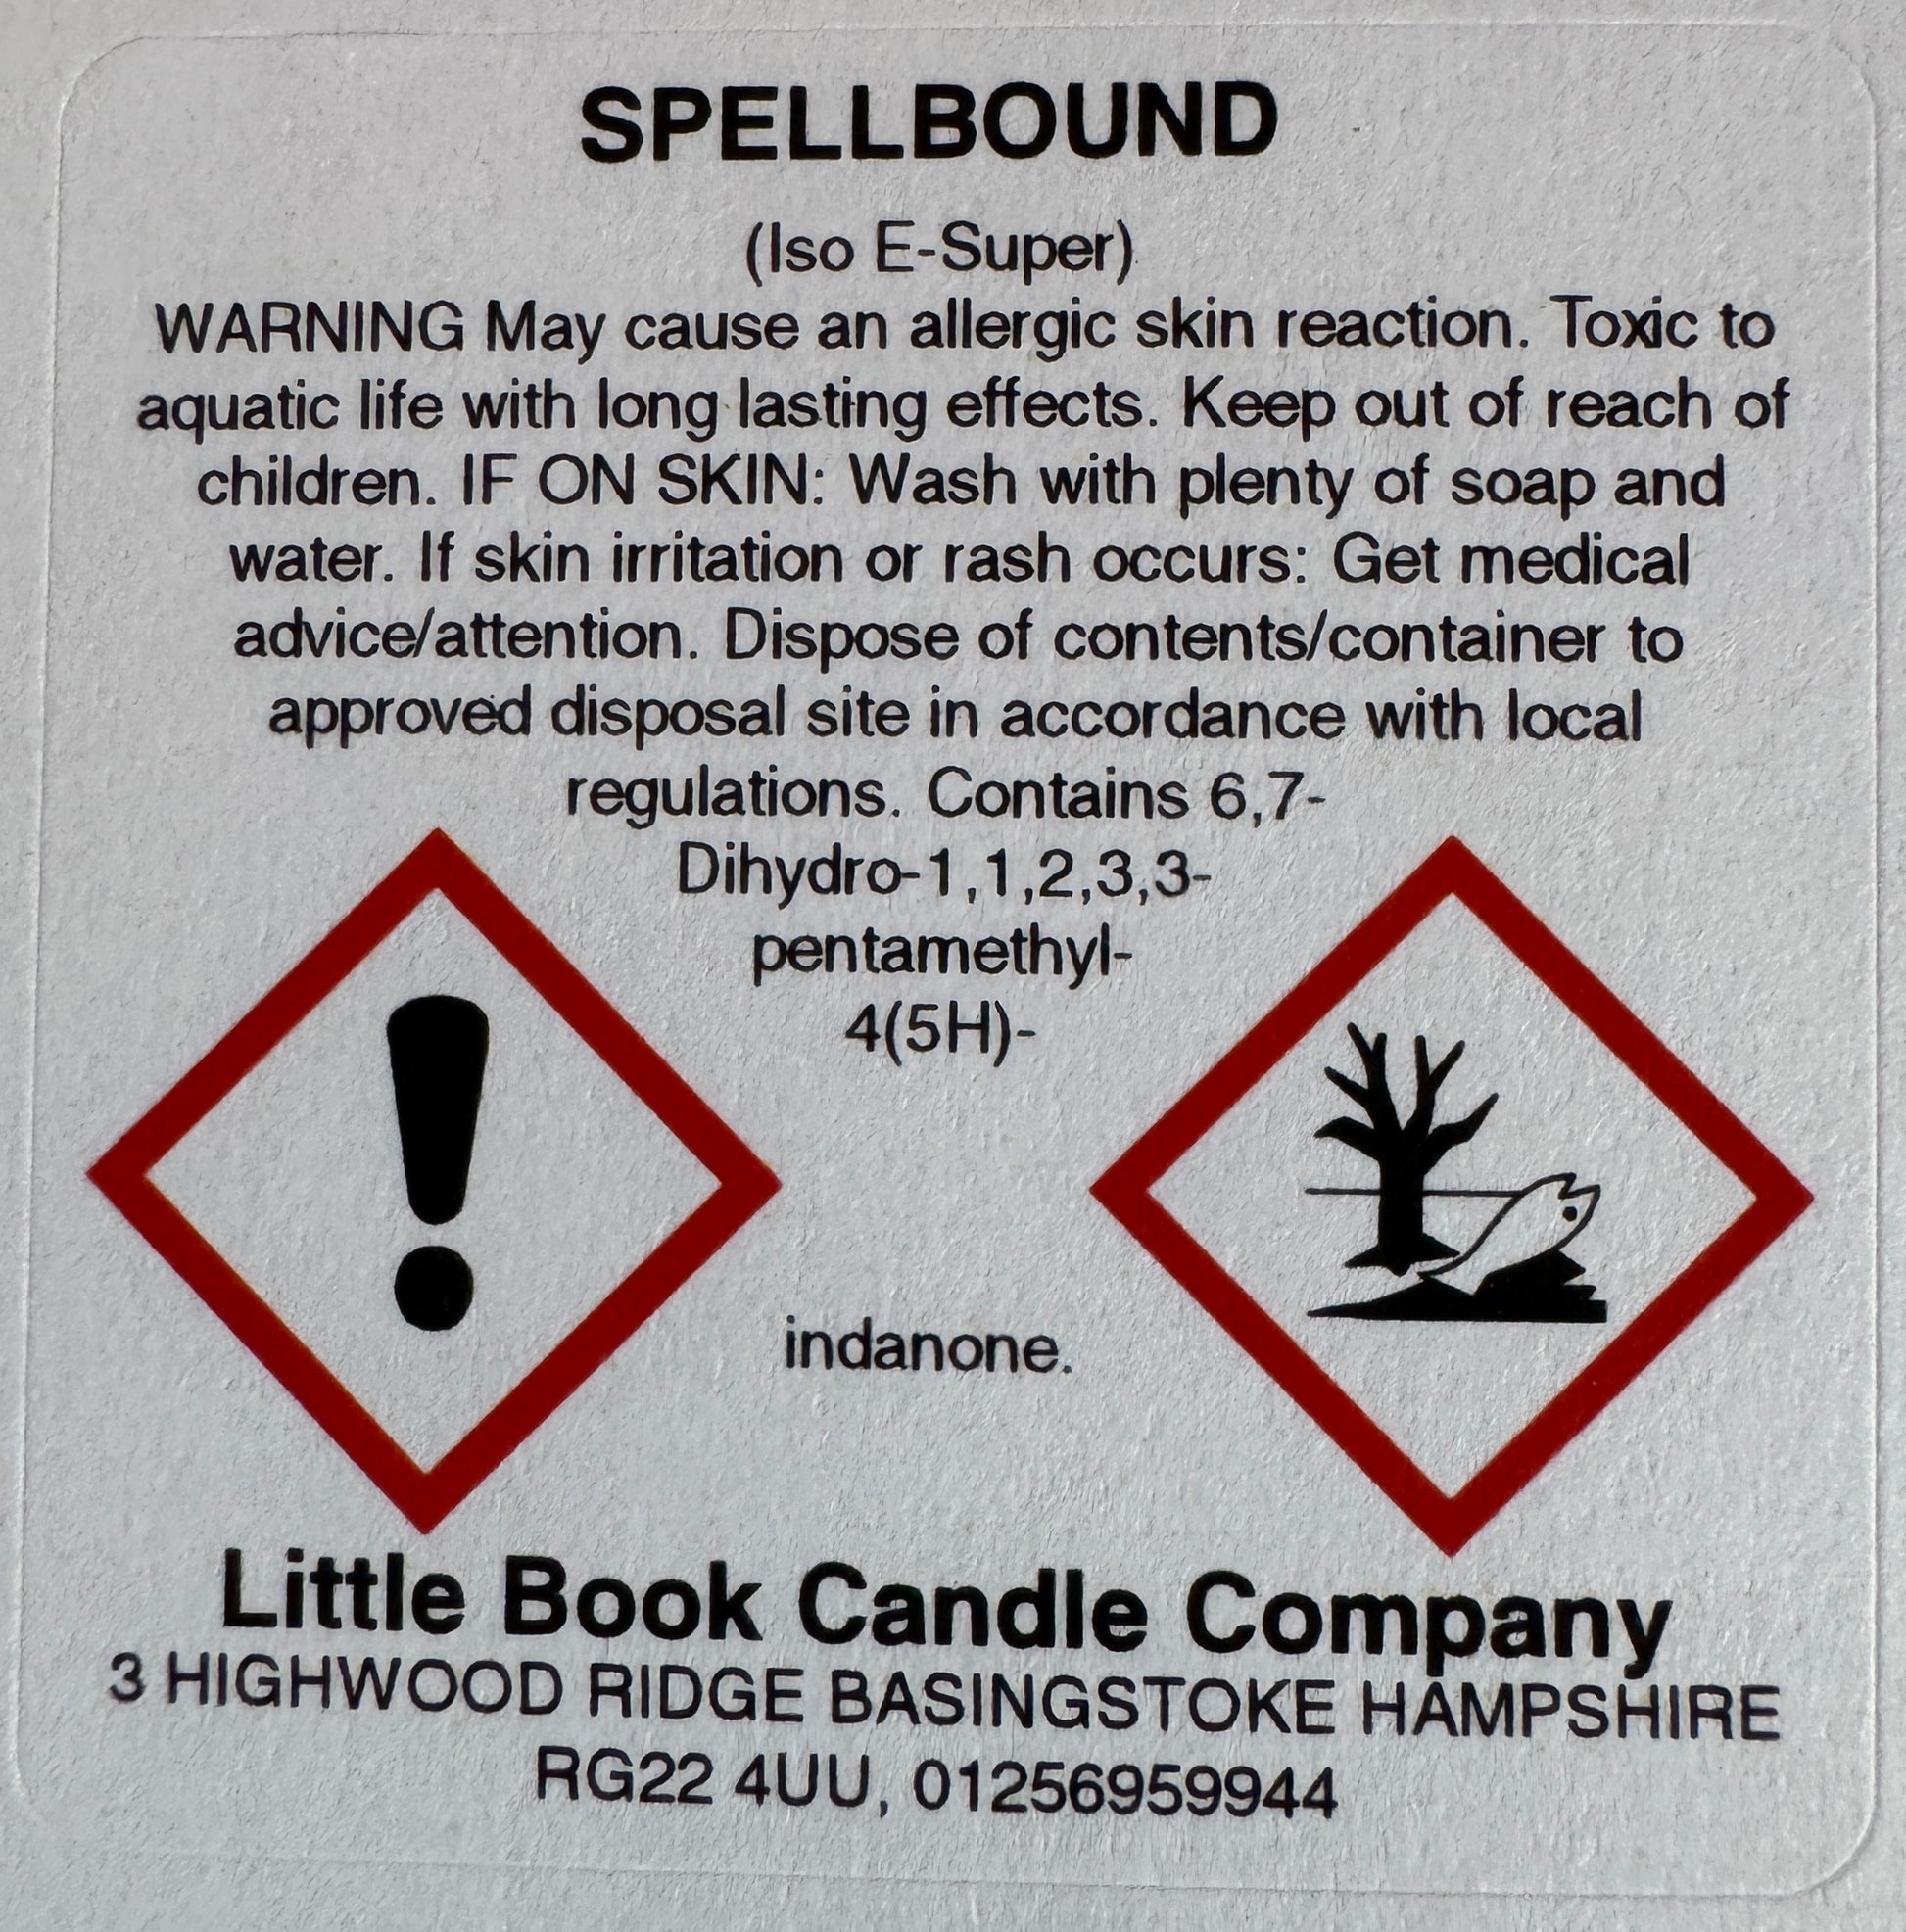 SPELLBOUND
(Iso E-Super)
WARNING May cause an allergic skin reaction. Toxic to
aquatic life with long lasting effects. Keep out of reach of
children. IF ON SKIN: Wash with plenty of soap and
water. If skin irritation or rash occurs: Get medical
advice/attention. Dispose of contents/container to
approved disposal site in accordance with local
regulations. Contains 6,7-
Dihydro-1,1,2,3,3-
pentamethyl-
4(5H)-
indanone.
Little Book Candle Company
3 HIGHWOOD RIDGE BASINGSTOKE HAMPSHIRE
RG22 4UU, 01256959944